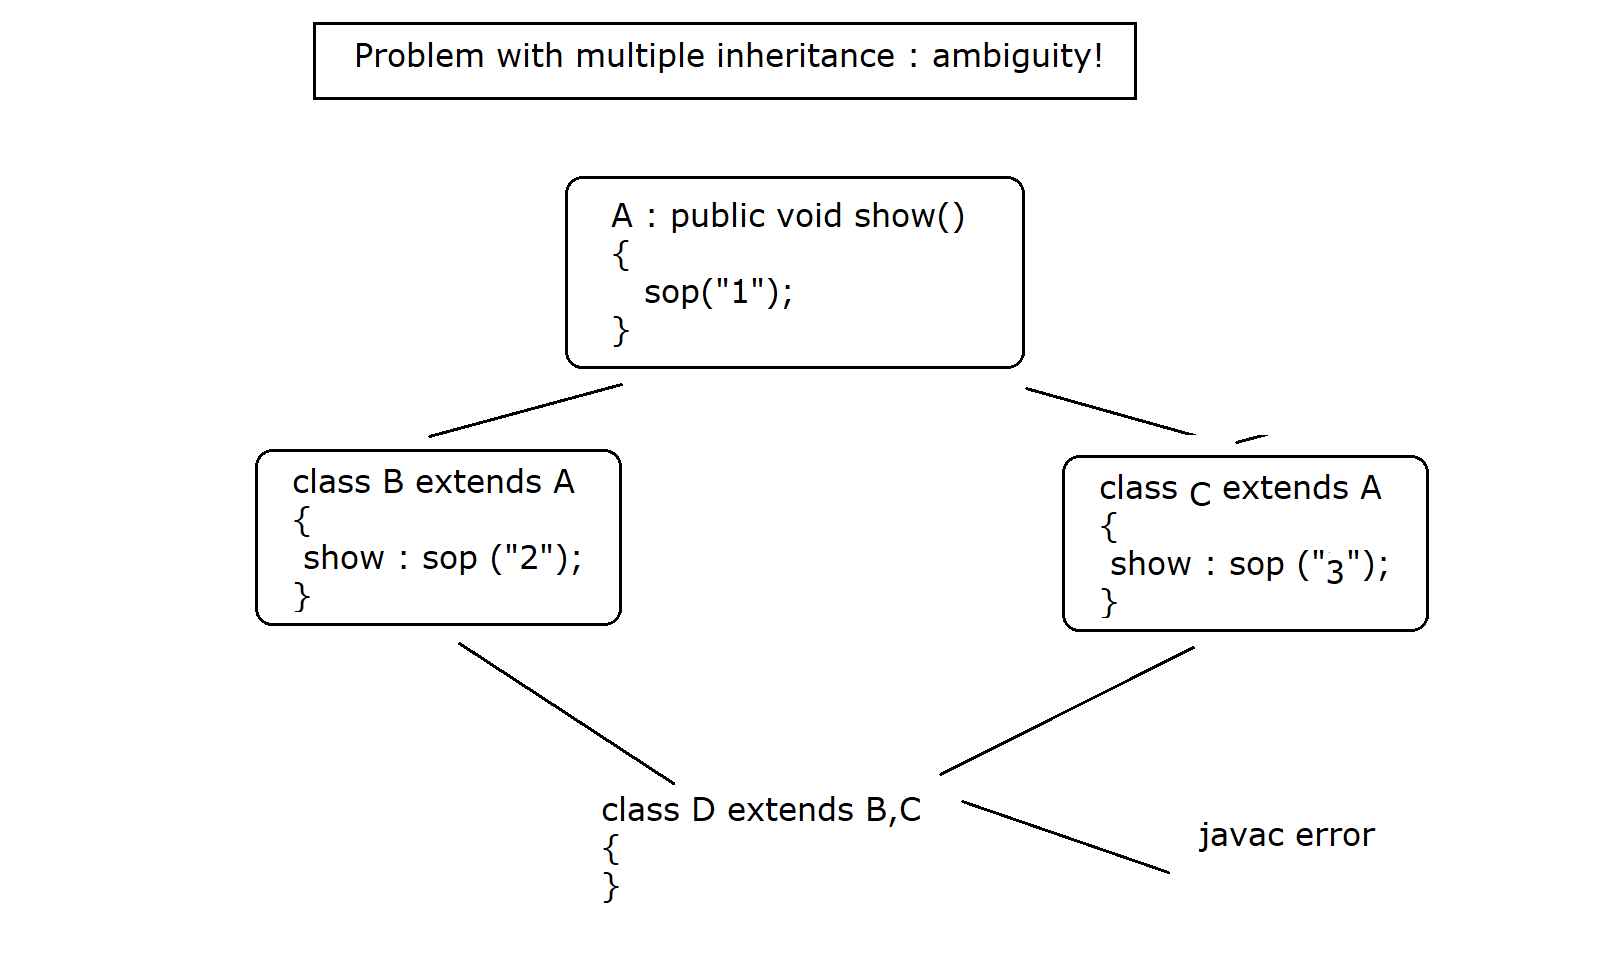 Problem with multiple inheritance : ambiguity!
A : public void show()
{
sop("1");
}
class B extends A
{
show : sop ("2");
}
class C extends A
{
show : sop ("3");
}
class D extends B,C
{
}
javac error